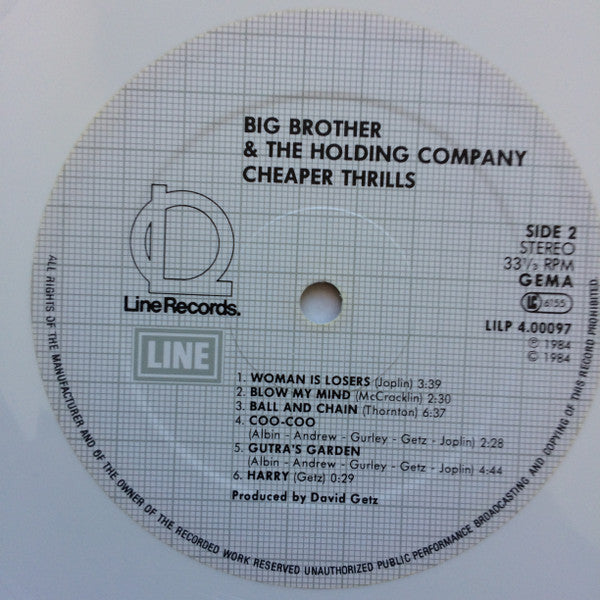 BIG BROTHER
& THE HOLDING COMPANY
CHEAPER THRILLS
SIDE 2
STEREO
33⅓ RPM
GEMA
LC 6155
LILP 4.00097
℗ 1984
© 1984
Line Records.
LINE
1. WOMAN IS LOSERS (Joplin) 3:39
2. BLOW MY MIND (McCracklin) 2:30
3. BALL AND CHAIN (Thornton) 6:37
4. COO-COO
(Albin - Andrew - Gurley - Getz - Joplin) 2:28
5. GUTRA'S GARDEN
(Albin - Andrew - Gurley - Getz - Joplin) 4:44
6. HARRY (Getz) 0:29
Produced by David Getz
ALL RIGHTS OF THE MANUFACTURER AND OF THE OWNER OF THE RECORDED WORK RESERVED UNAUTHORIZED PUBLIC PERFORMANCE BROADCASTING AND COPYING OF THIS RECORD PROHIBITED